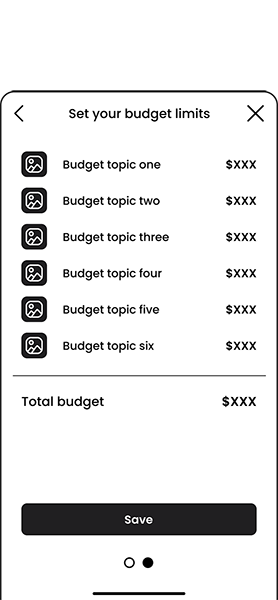 Set your budget limits
Budget topic one $XXX
Budget topic two $XXX
Budget topic three $XXX
Budget topic four $XXX
Budget topic five $XXX
Budget topic six $XXX
Total budget $XXX
Save